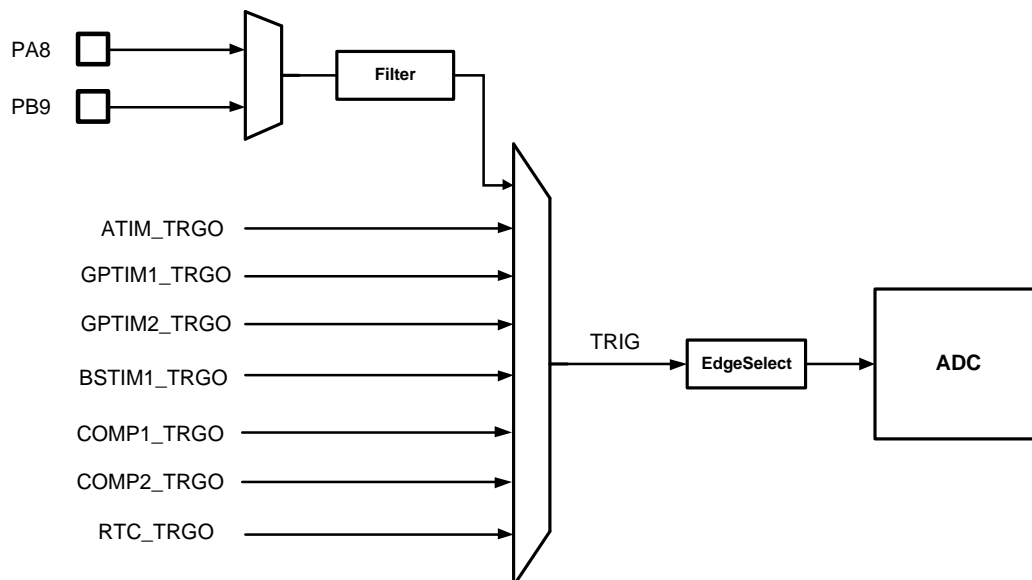 PA8
Filter
PB9
ATIM_TRGO
GPTIM1_TRGO
GPTIM2_TRGO
TRIG
EdgeSelect
ADC
BSTIM1_TRGO
COMP1_TRGO
COMP2_TRGO
RTC_TRGO